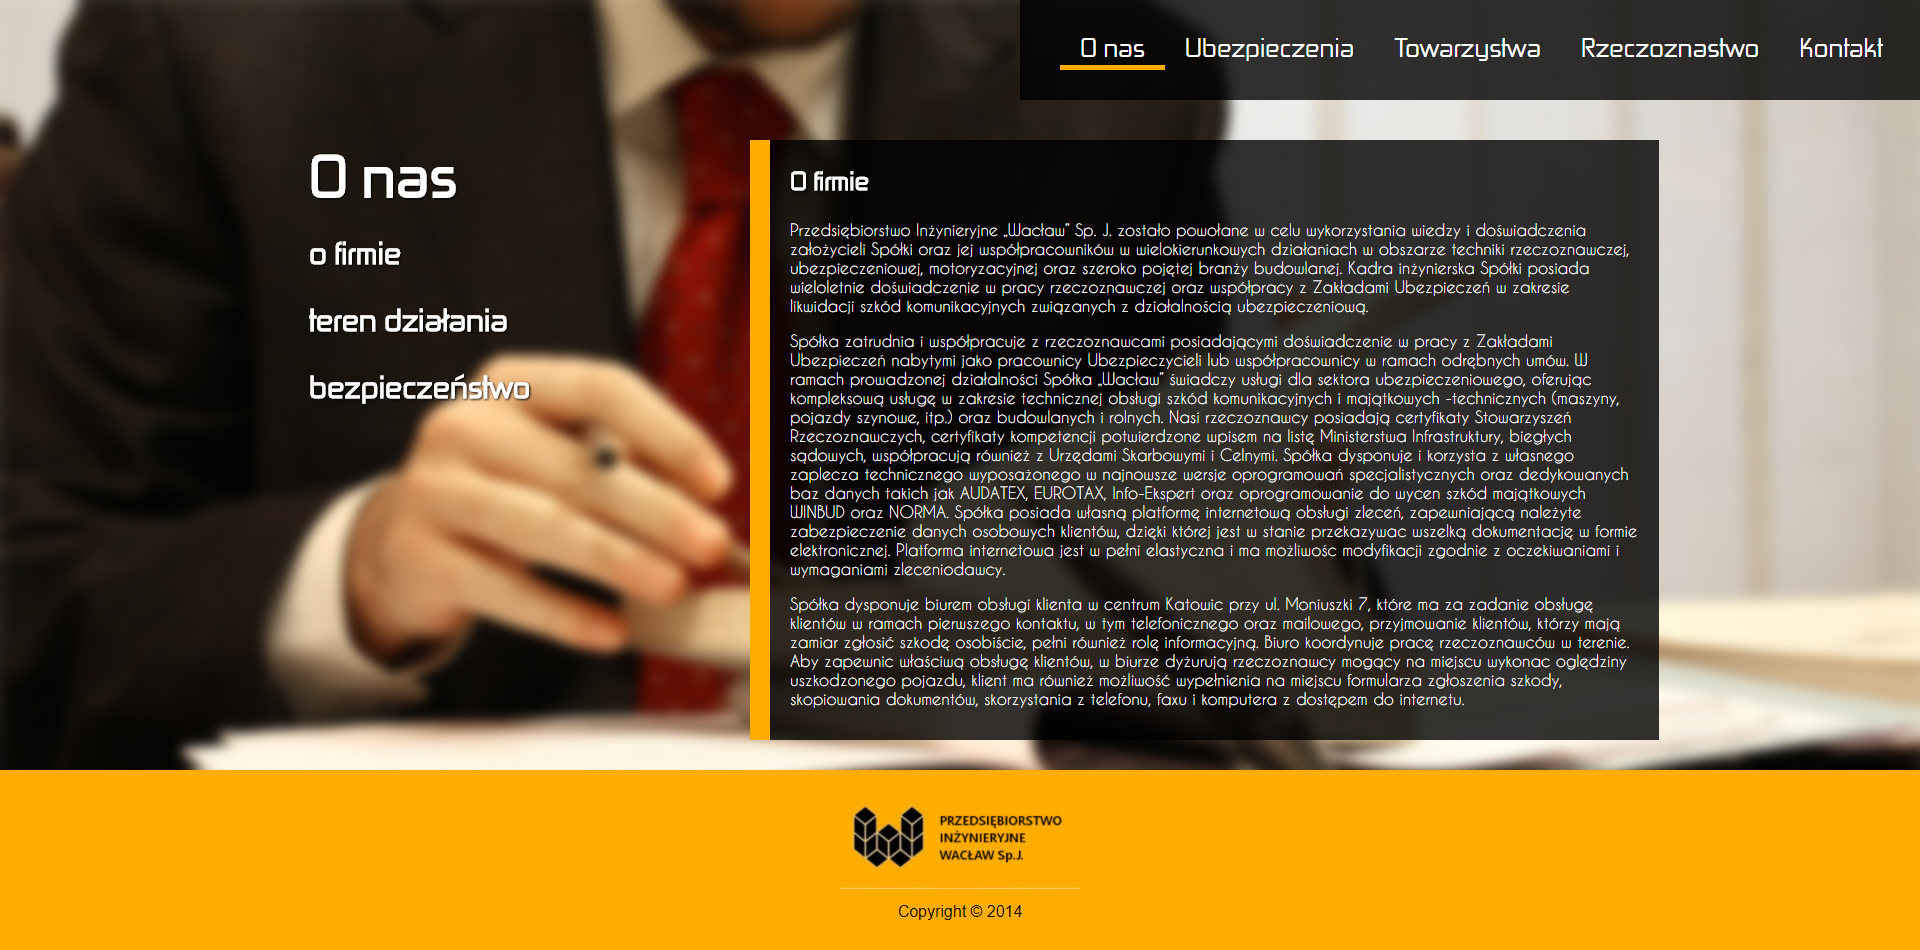 O nas
Ubezpieczenia
Towarzystwa
Rzeczoznastwo
Kontakt
O nas
o firmie
teren działania
bezpieczeństwo
O firmie
Przedsiębiorstwo Inżynieryjne „Wacław” Sp. J. zostało powołane w celu wykorzystania wiedzy i doświadczenia
założycieli Spółki oraz jej współpracowników w wielokierunkowych działaniach w obszarze techniki rzeczoznawczej,
ubezpieczeniowej, motoryzacyjnej oraz szeroko pojętej branży budowlanej. Kadra inżynierska Spółki posiada
wieloletnie doświadczenie w pracy rzeczoznawczej oraz współpracy z Zakładami Ubezpieczeń w zakresie
likwidacji szkód komunikacyjnych związanych z działalnością ubezpieczeniową.
Spółka zatrudnia i współpracuje z rzeczoznawcami posiadającymi doświadczenie w pracy z Zakładami
Ubezpieczeń nabytymi jako pracownicy Ubezpieczycieli lub współpracownicy w ramach odrębnych umów. W
ramach prowadzonej działalności Spółka „Wacław” świadczy usługi dla sektora ubezpieczeniowego, oferując
kompleksową usługę w zakresie technicznej obsługi szkód komunikacyjnych i majątkowych -technicznych (maszyny,
pojazdy szynowe, itp.) oraz budowlanych i rolnych. Nasi rzeczoznawcy posiadają certyfikaty Stowarzyszeń
Rzeczoznawczych, certyfikaty kompetencji potwierdzone wpisem na listę Ministerstwa Infrastruktury, biegłych
sądowych, współpracują również z Urzędami Skarbowymi i Celnymi. Spółka dysponuje i korzysta z własnego
zaplecza technicznego wyposażonego w najnowsze wersje oprogramowań specjalistycznych oraz dedykowanych
baz danych takich jak AUDATEX, EUROTAX, Info-Ekspert oraz oprogramowanie do wycen szkód majątkowych
WINBUD oraz NORMA. Spółka posiada własną platformę internetową obsługi zleceń, zapewniającą należyte
zabezpieczenie danych osobowych klientów, dzięki której jest w stanie przekazywac wszelką dokumentację w formie
elektronicznej. Platforma internetowa jest w pełni elastyczna i ma możliwośc modyfikacji zgodnie z oczekiwaniami i
wymaganiami zleceniodawcy.
Spółka dysponuje biurem obsługi klienta w centrum Katowic przy ul. Moniuszki 7, które ma za zadanie obsługę
klientów w ramach pierwszego kontaktu, w tym telefonicznego oraz mailowego, przyjmowanie klientów, którzy mają
zamiar zgłosić szkodę osobiście, pełni również rolę informacyjną. Biuro koordynuje pracę rzeczoznawców w terenie.
Aby zapewnic właściwą obsługę klientów, w biurze dyżurują rzeczoznawcy mogący na miejscu wykonac oględziny
uszkodzonego pojazdu, klient ma również możliwość wypełnienia na miejscu formularza zgłoszenia szkody,
skopiowania dokumentów, skorzystania z telefonu, faxu i komputera z dostępem do internetu.
PRZEDSIĘBIORSTWO
INŻYNIERYJNE
WACŁAW Sp.J.
Copyright © 2014